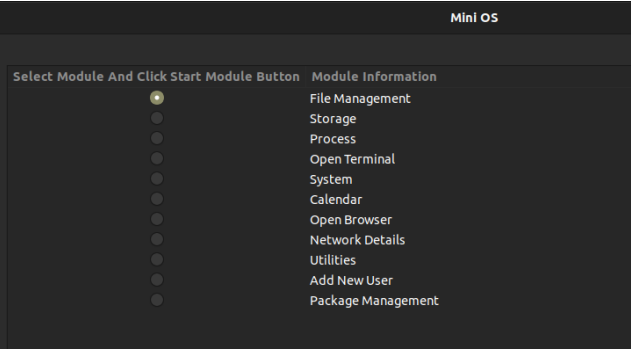 Mini OS
Select Module And Click Start Module Button Module Information
File Management
Storage
Process
Open Terminal
System
Calendar
Open Browser
Network Details
Utilities
Add New User
Package Management